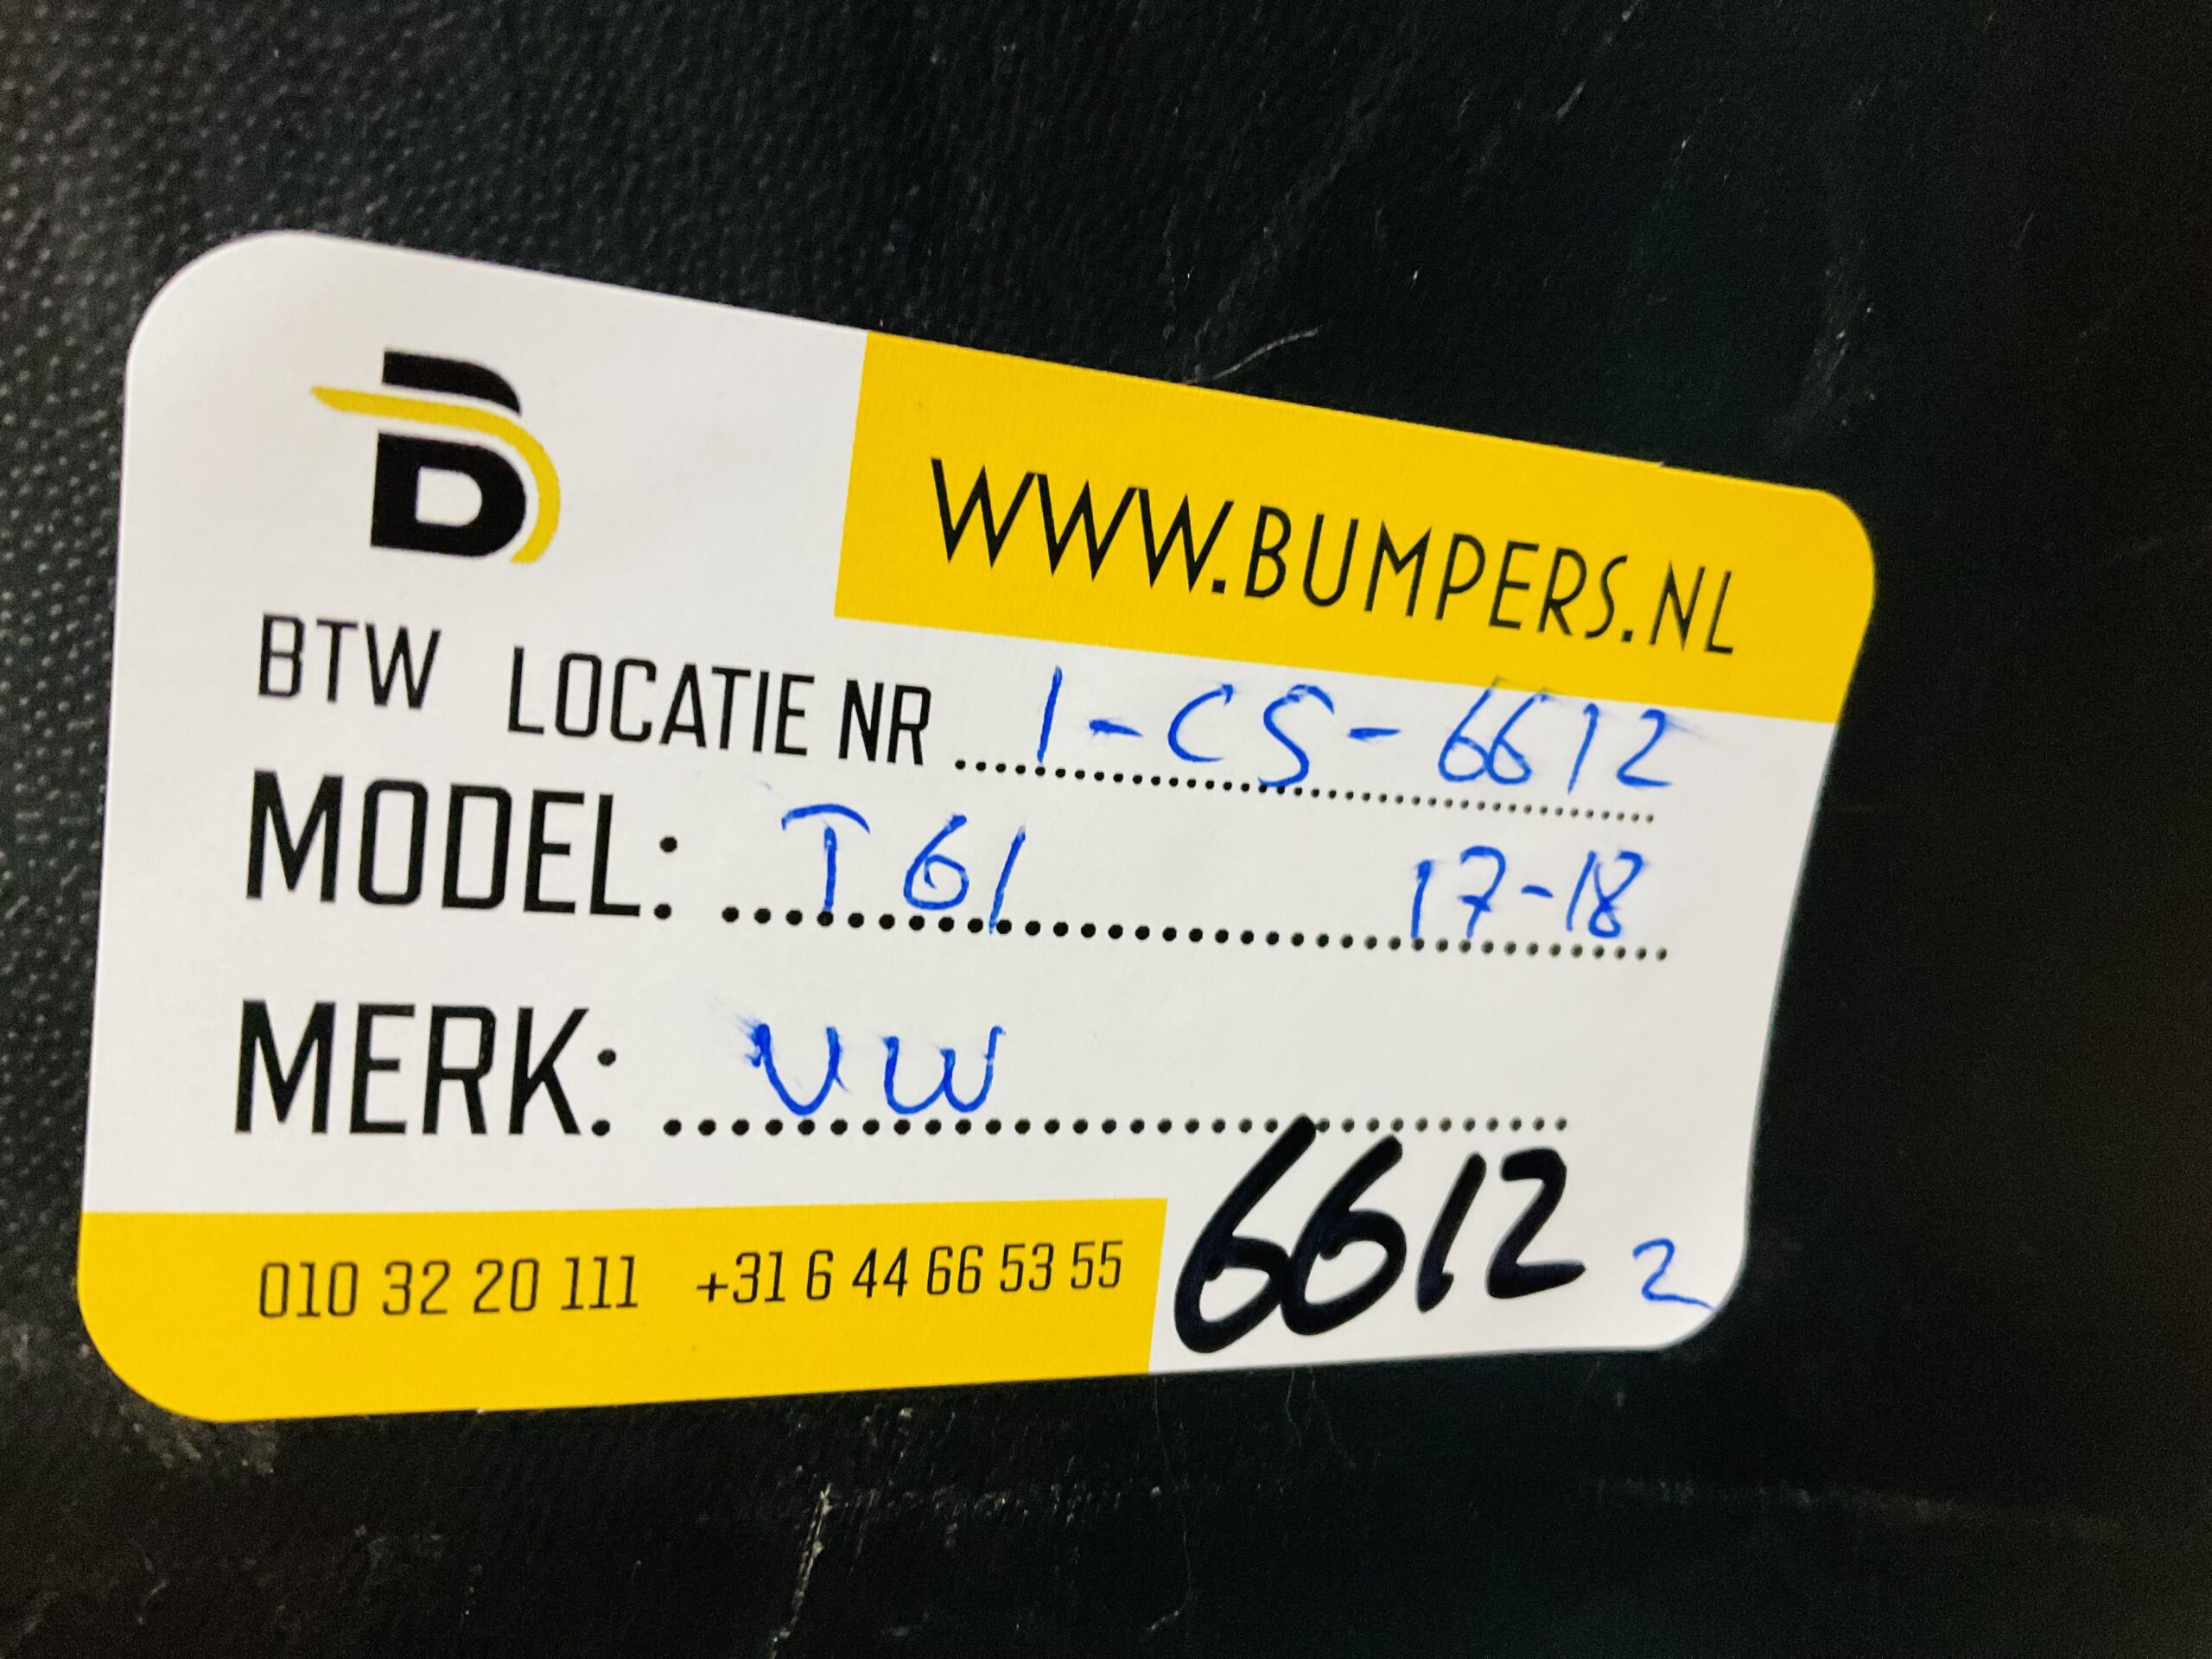 B
WWW.BUMPERS.NL
BTW LOCATIE NR ..... 1-CS-6612
MODEL: ..... T61 17-18
MERK: ..... VW
6612 2
010 32 20 111 +31 6 44 66 53 55